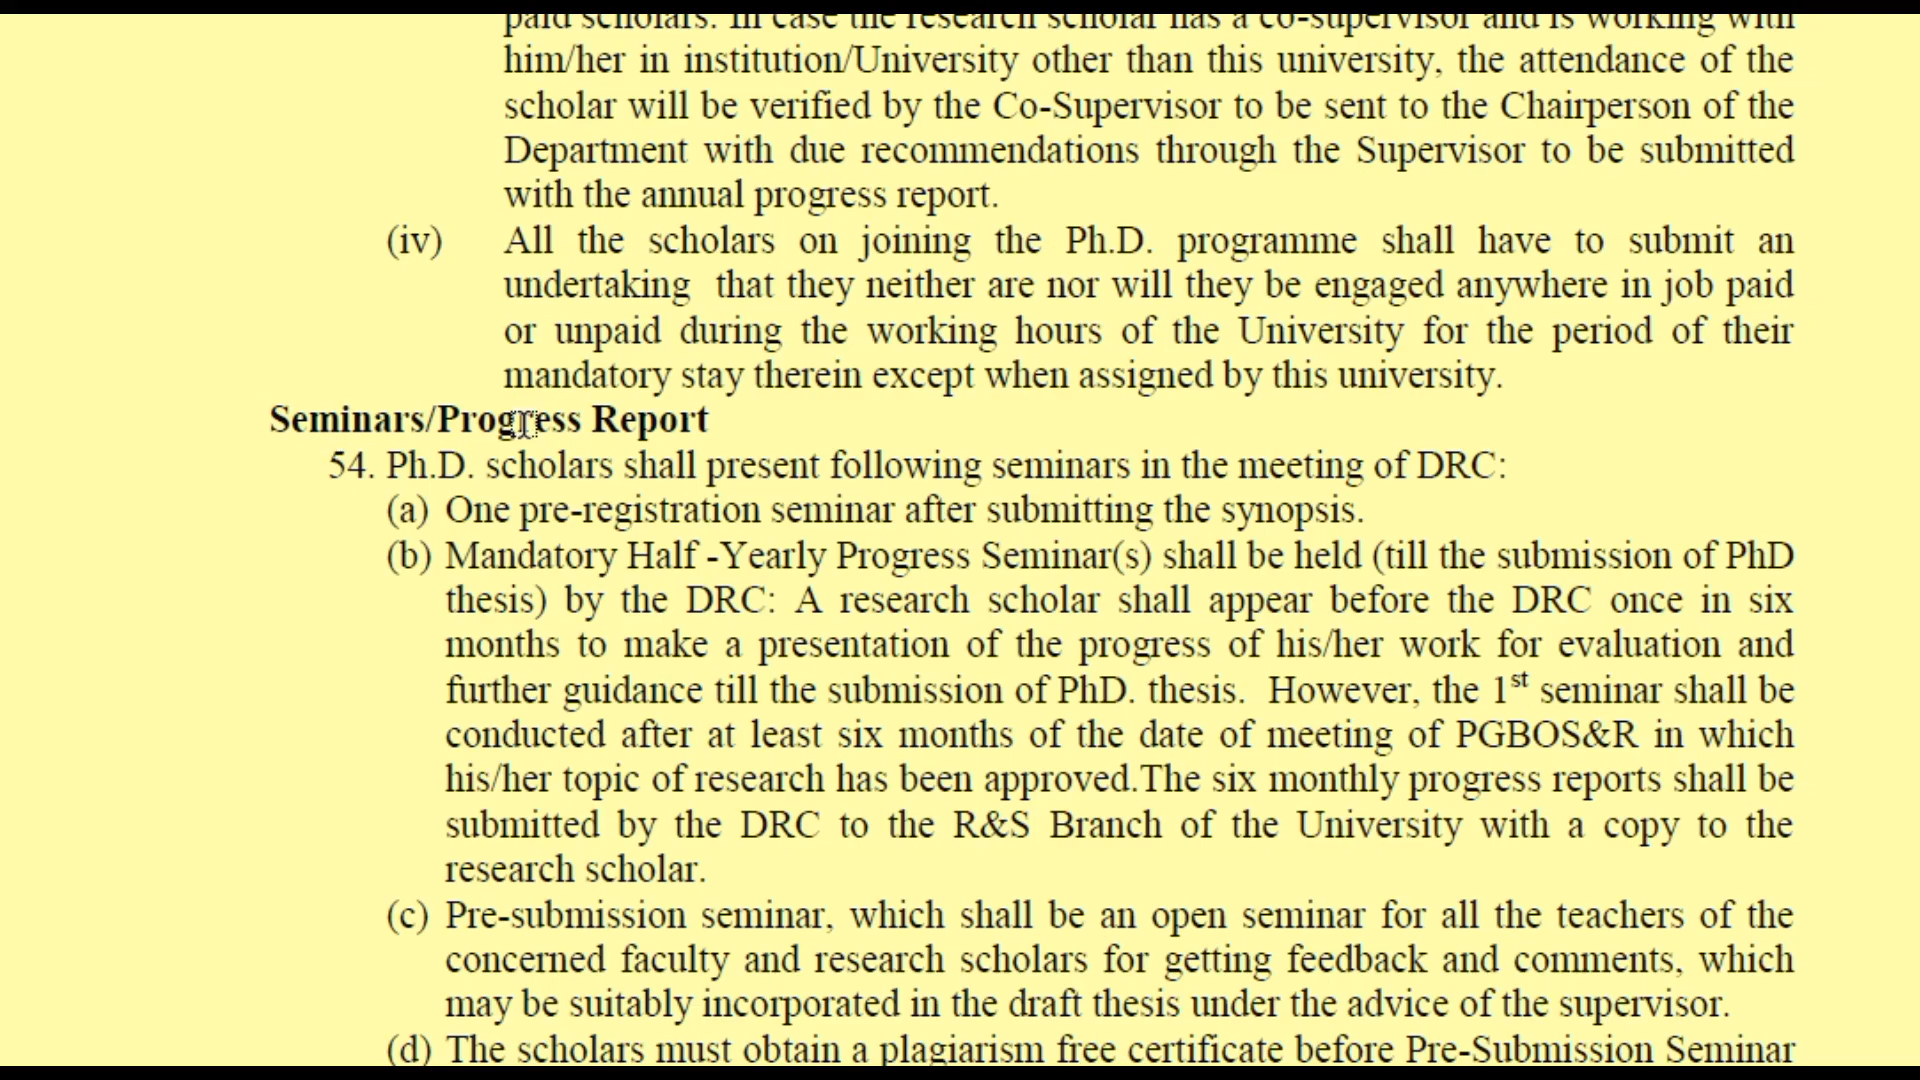 paid scholars. In case the research scholar has a co-supervisor and is working with
him/her in institution/University other than this university, the attendance of the
scholar will be verified by the Co-Supervisor to be sent to the Chairperson of the
Department with due recommendations through the Supervisor to be submitted
with the annual progress report.
(iv) All the scholars on joining the Ph.D. programme shall have to submit an
undertaking that they neither are nor will they be engaged anywhere in job paid
or unpaid during the working hours of the University for the period of their
mandatory stay therein except when assigned by this university.
Seminars/Progress Report
54. Ph.D. scholars shall present following seminars in the meeting of DRC:
(a) One pre-registration seminar after submitting the synopsis.
(b) Mandatory Half -Yearly Progress Seminar(s) shall be held (till the submission of PhD
thesis) by the DRC: A research scholar shall appear before the DRC once in six
months to make a presentation of the progress of his/her work for evaluation and
further guidance till the submission of PhD. thesis. However, the 1st seminar shall be
conducted after at least six months of the date of meeting of PGBOS&R in which
his/her topic of research has been approved.The six monthly progress reports shall be
submitted by the DRC to the R&S Branch of the University with a copy to the
research scholar.
(c) Pre-submission seminar, which shall be an open seminar for all the teachers of the
concerned faculty and research scholars for getting feedback and comments, which
may be suitably incorporated in the draft thesis under the advice of the supervisor.
(d) The scholars must obtain a plagiarism free certificate before Pre-Submission Seminar